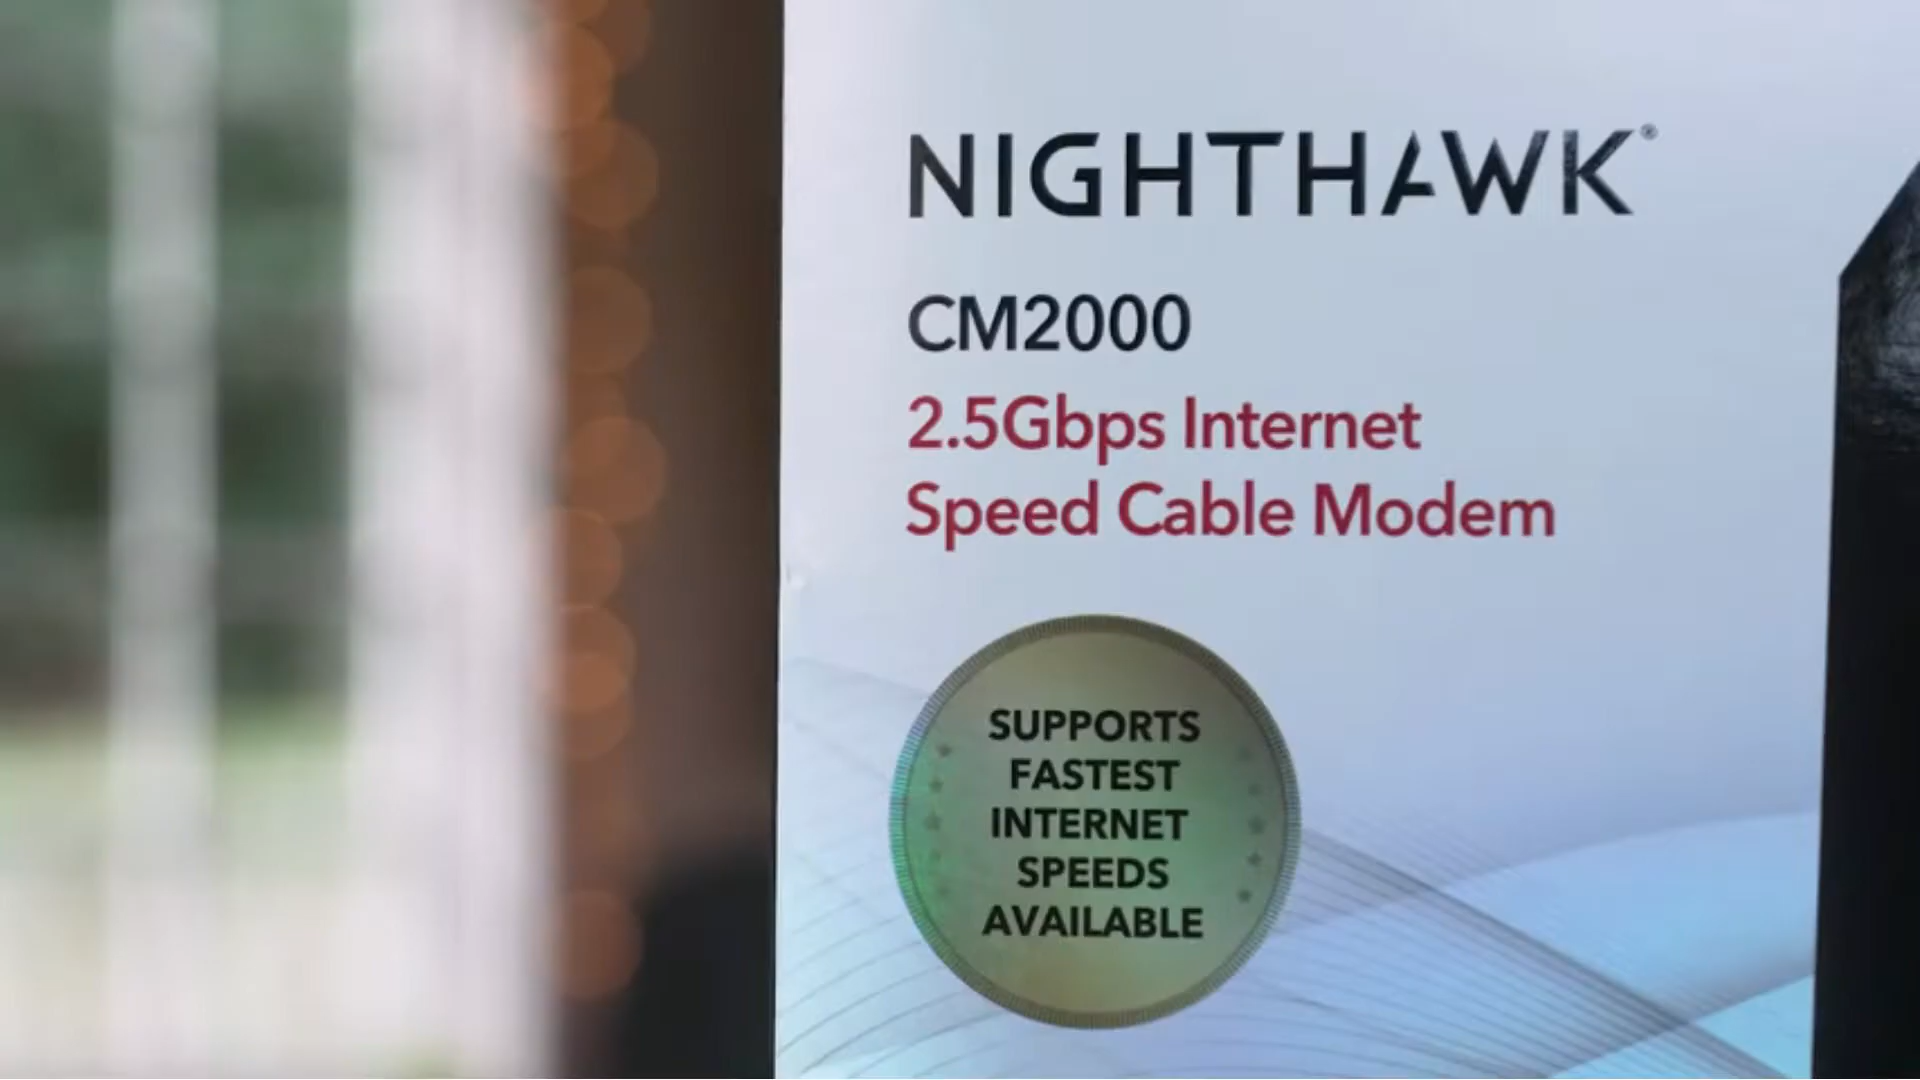 NIGHTHAWK®
CM2000
2.5Gbps Internet
Speed Cable Modem
SUPPORTS
FASTEST
INTERNET
SPEEDS
AVAILABLE